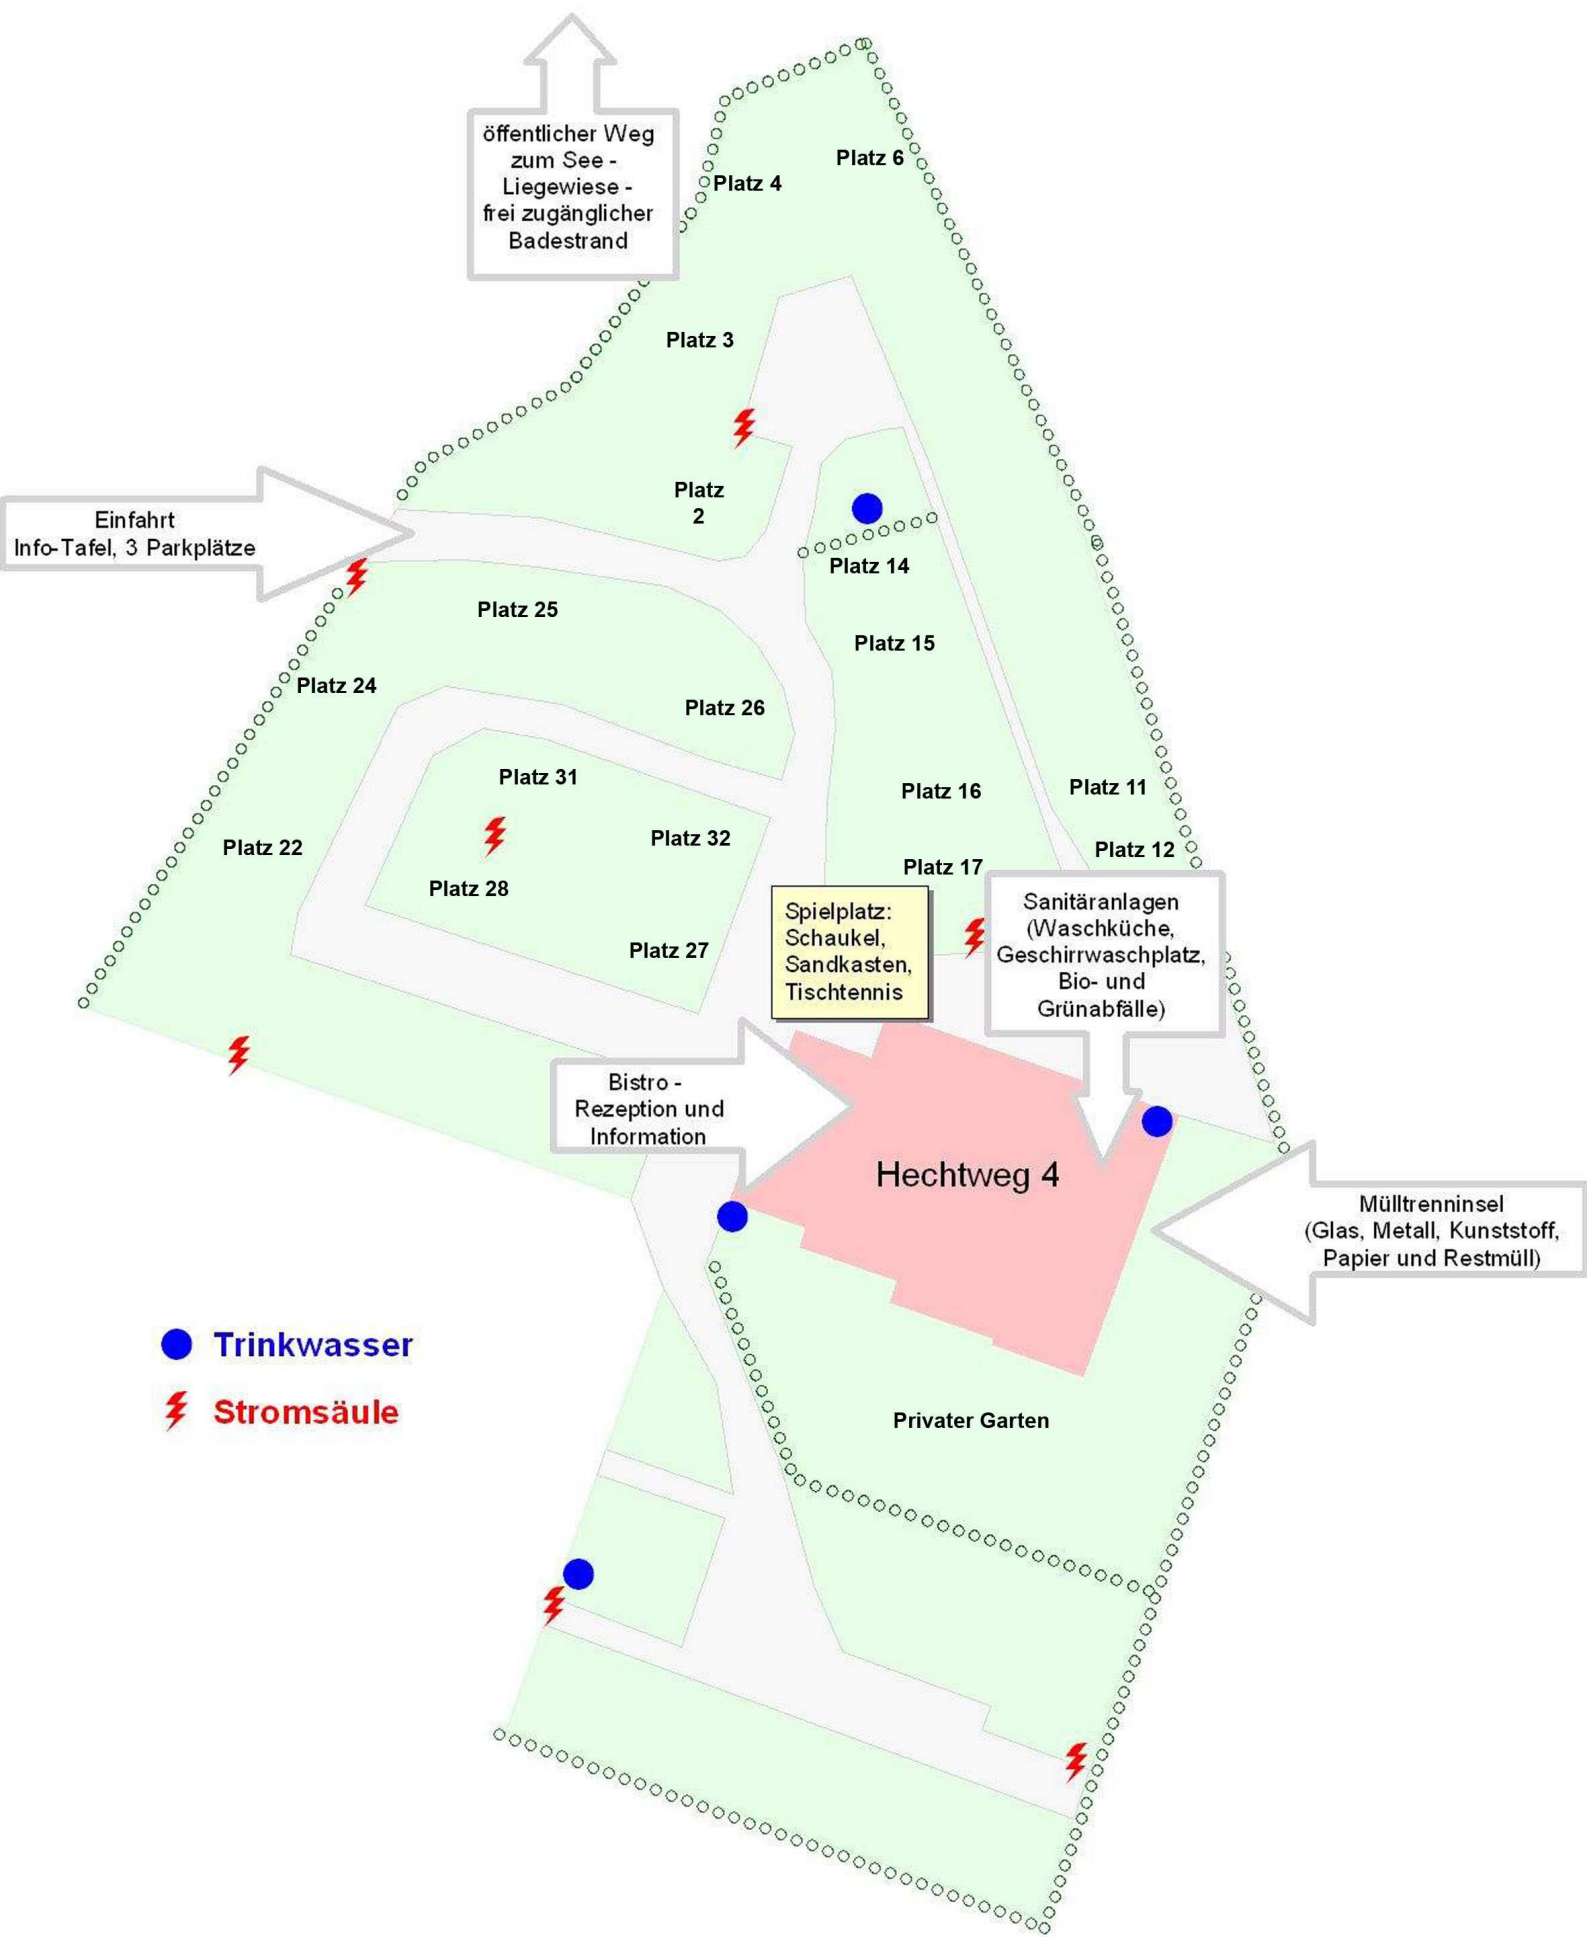 öffentlicher Weg
zum See -
Liegewiese -
frei zugänglicher
Badestrand
Platz 6
Platz 4
Platz 3
Platz
2
Einfahrt
Info-Tafel, 3 Parkplätze
Platz 14
Platz 25
Platz 15
Platz 24
Platz 26
Platz 31
Platz 16
Platz 11
Platz 22
Platz 32
Platz 12
Platz 28
Platz 17
Platz 27
Spielplatz:
Schaukel,
Sandkasten,
Tischtennis
Sanitäranlagen
(Waschküche,
Geschirrwaschplatz,
Bio- und
Grünabfälle)
Bistro -
Rezeption und
Information
Hechtweg 4
Mülltrenninsel
(Glas, Metall, Kunststoff,
Papier und Restmüll)
Trinkwasser
Stromsäule
Privater Garten